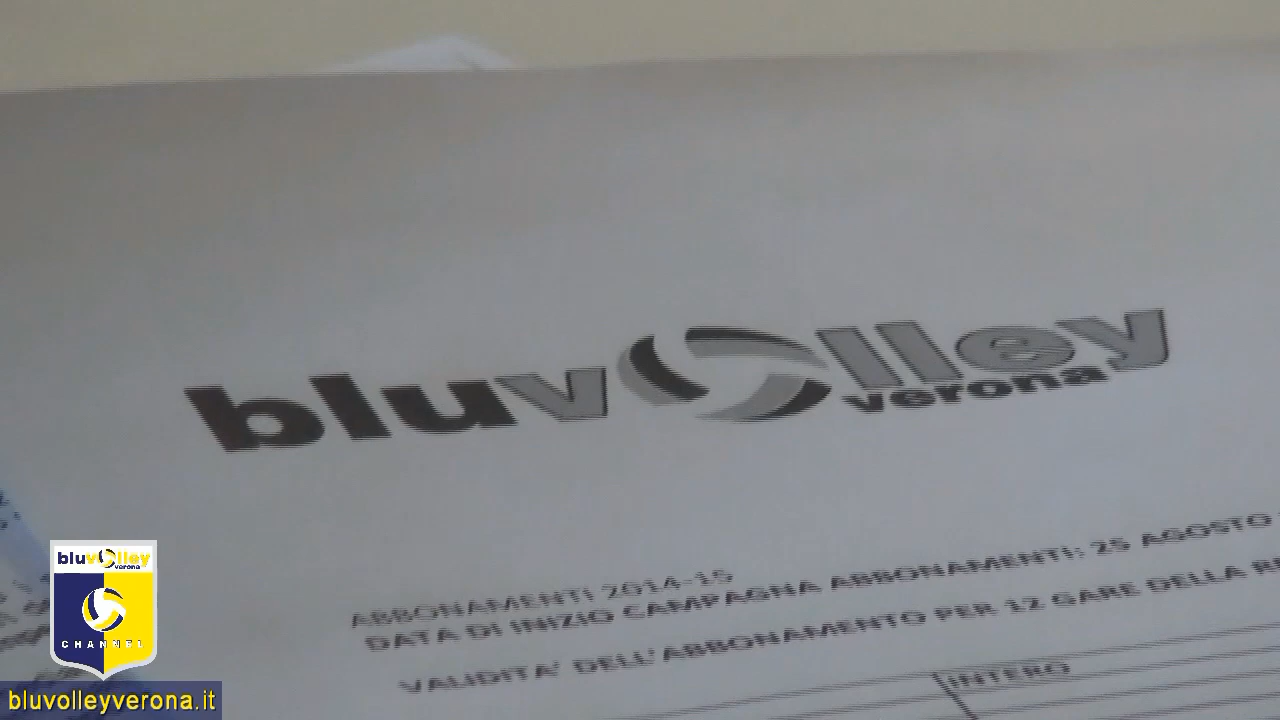 bluvolley
verona
ABBONAMENTI 2014-15
DATA DI INIZIO CAMPAGNA ABBONAMENTI: 25 AGOSTO
VALIDITA' DELL'ABBONAMENTO PER 12 GARE DELLA
INTERO
bluvolley
verona
CHANNEL
bluvolleyverona.it